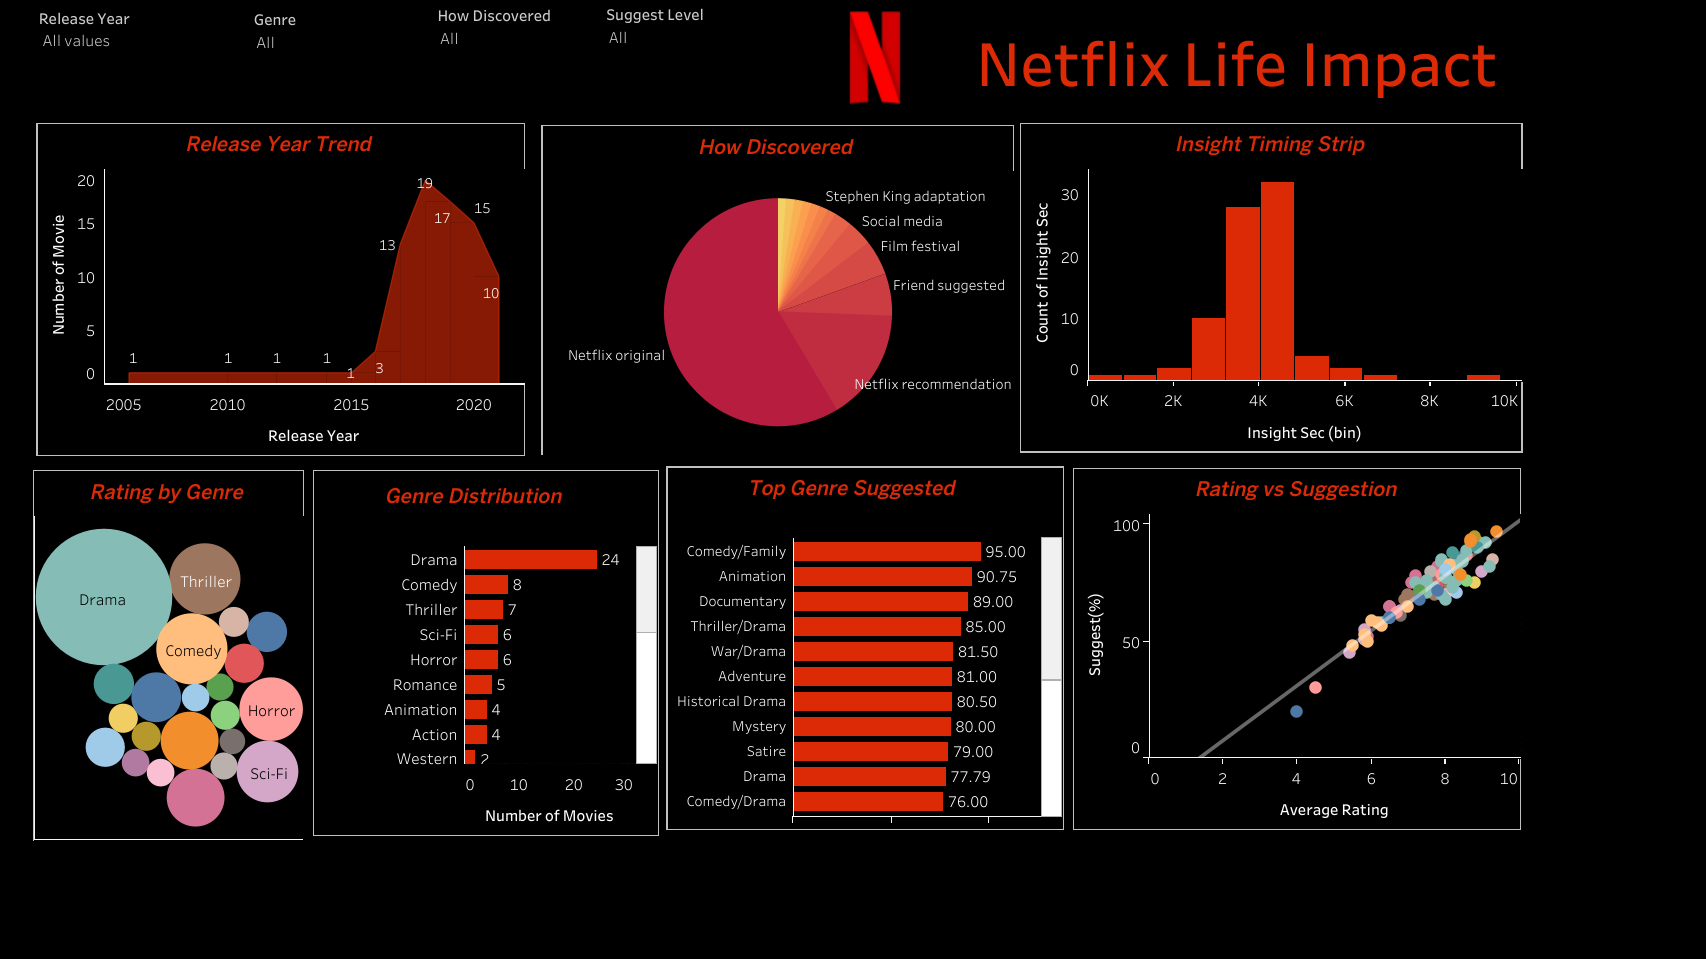 Release Year
All values
Genre
All
How Discovered
All
Suggest Level
All
Netflix Life Impact
Release Year Trend
Number of Movie
20
15
10
5
0
1
1
1
1
1
3
13
19
17
15
10
2005
2010
2015
2020
Release Year
How Discovered
Stephen King adaptation
Social media
Film festival
Friend suggested
Netflix original
Netflix recommendation
Insight Timing Strip
Count of Insight Sec
30
20
10
0
0K
2K
4K
6K
8K
10K
Insight Sec (bin)
Rating by Genre
Drama
Thriller
Comedy
Horror
Sci-Fi
Genre Distribution
Drama 24
Comedy 8
Thriller 7
Sci-Fi 6
Horror 6
Romance 5
Animation 4
Action 4
Western 2
0
10
20
30
Number of Movies
Top Genre Suggested
Comedy/Family 95.00
Animation 90.75
Documentary 89.00
Thriller/Drama 85.00
War/Drama 81.50
Adventure 81.00
Historical Drama 80.50
Mystery 80.00
Satire 79.00
Drama 77.79
Comedy/Drama 76.00
Rating vs Suggestion
Suggest(%)
100
50
0
0
2
4
6
8
10
Average Rating